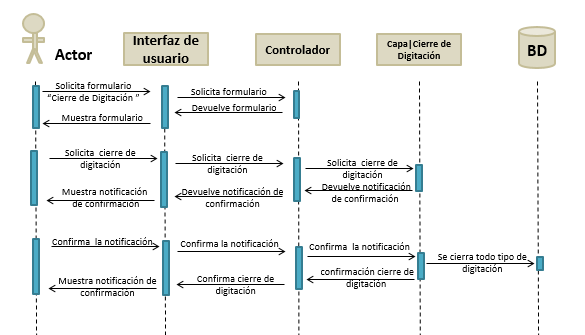 Actor
Interfaz de
usuario
Controlador
Capa|Cierre de
Digitación
BD
Solicita formulario
"Cierre de Digitación "
Solicita formulario
Devuelve formulario
Muestra formulario
Solicita cierre de
digitación
Solicita cierre de
digitación
Solicita cierre de
digitación
Devuelve notificación
de confirmación
Devuelve notificación de
confirmación
Muestra notificación
de confirmación
Confirma la notificación
Confirma la notificación
Confirma la notificación
Se cierra todo tipo de
digitación
confirmación cierre de
digitación
Confirma cierre de
digitación
Muestra notificación de
confirmación